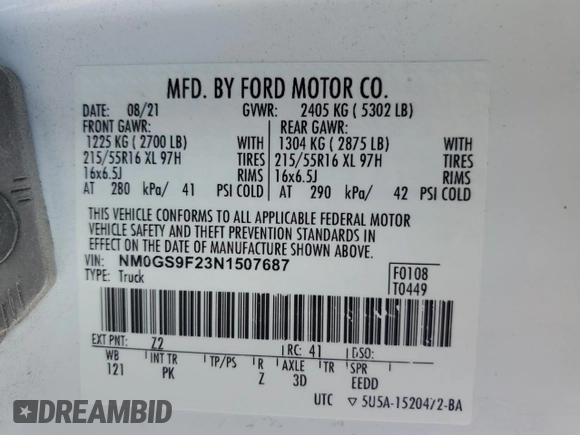 MFD. BY FORD MOTOR CO.
DATE: 08/21 GVWR: 2405 KG ( 5302 LB)
FRONT GAWR: REAR GAWR:
1225 KG ( 2700 LB) WITH 1304 KG ( 2875 LB) WITH
215/55R16 XL 97H TIRES 215/55R16 XL 97H TIRES
16x6.5J RIMS 16x6.5J RIMS
AT 280 kPa/ 41 PSI COLD AT 290 kPa/ 42 PSI COLD
THIS VEHICLE CONFORMS TO ALL APPLICABLE FEDERAL MOTOR
VEHICLE SAFETY AND THEFT PREVENTION STANDARDS IN
EFFECT ON THE DATE OF MANUFACTURE SHOWN ABOVE.
VIN: NM0GS9F23N1507687
TYPE: Truck
F0108
T0449
EXT PNT: Z2 RC: 41 DSO:
WB INT TR TP/PS R AXLE TR SPR
121 PK Z 3D EEDD
UTC ▽ 5U5A-1520472-BA
DREAMBID